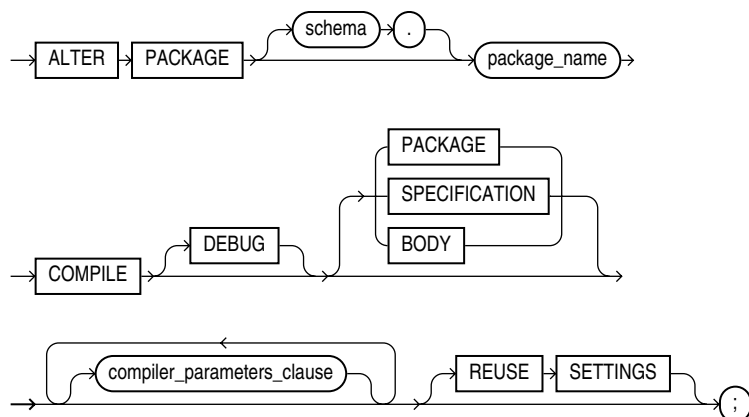 schema .
ALTER PACKAGE package_name
PACKAGE
SPECIFICATION
DEBUG BODY
COMPILE
compiler_parameters_clause REUSE SETTINGS
;